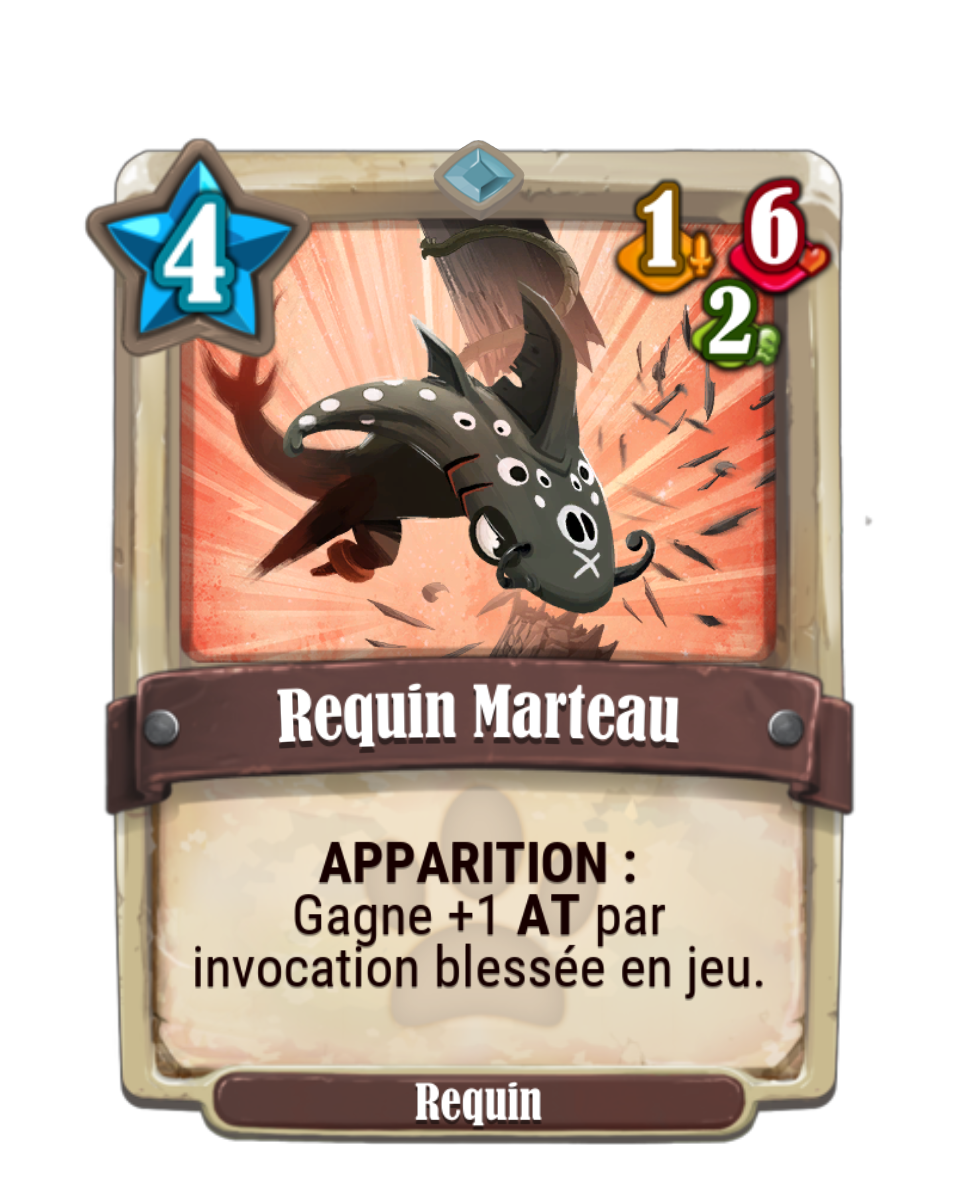 4
1
6
2
Requin Marteau
APPARITION :
Gagne +1 AT par
invocation blessée en jeu.
Requin